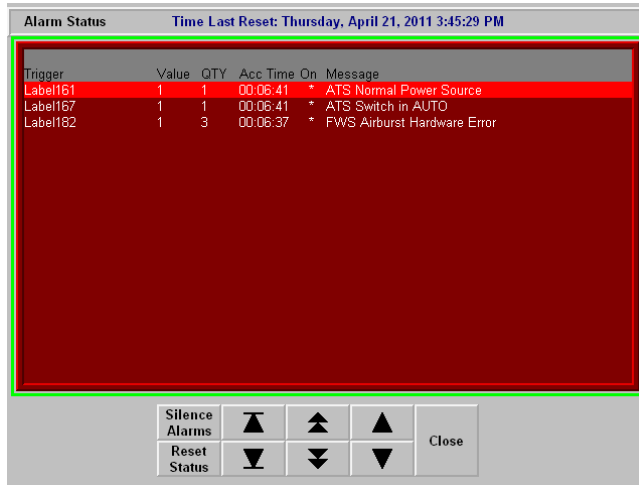 Alarm Status Time Last Reset: Thursday, April 21, 2011 3:45:29 PM
Trigger Value QTY Acc Time On Message
Label161 1 1 00:06:41 * ATS Normal Power Source
Label167 1 1 00:06:41 * ATS Switch in AUTO
Label182 1 3 00:06:37 * FWS Airburst Hardware Error
Silence
Alarms
Reset
Status
Close